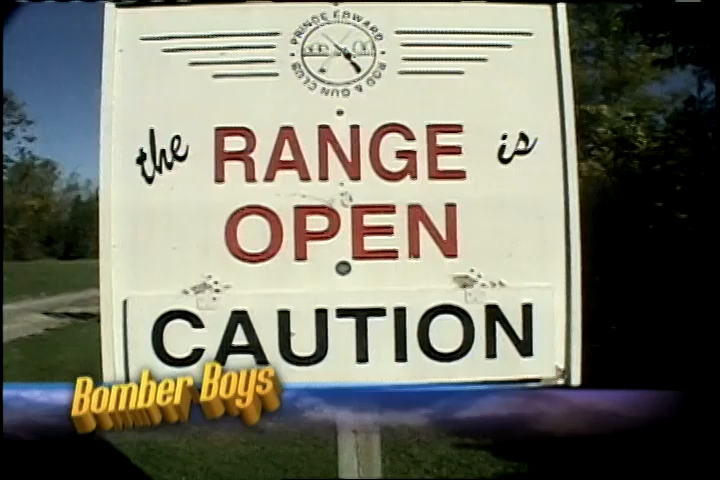 PRINCE EDWARD
ROD & GUN CLUB
the RANGE is
OPEN
CAUTION
Bomber Boys